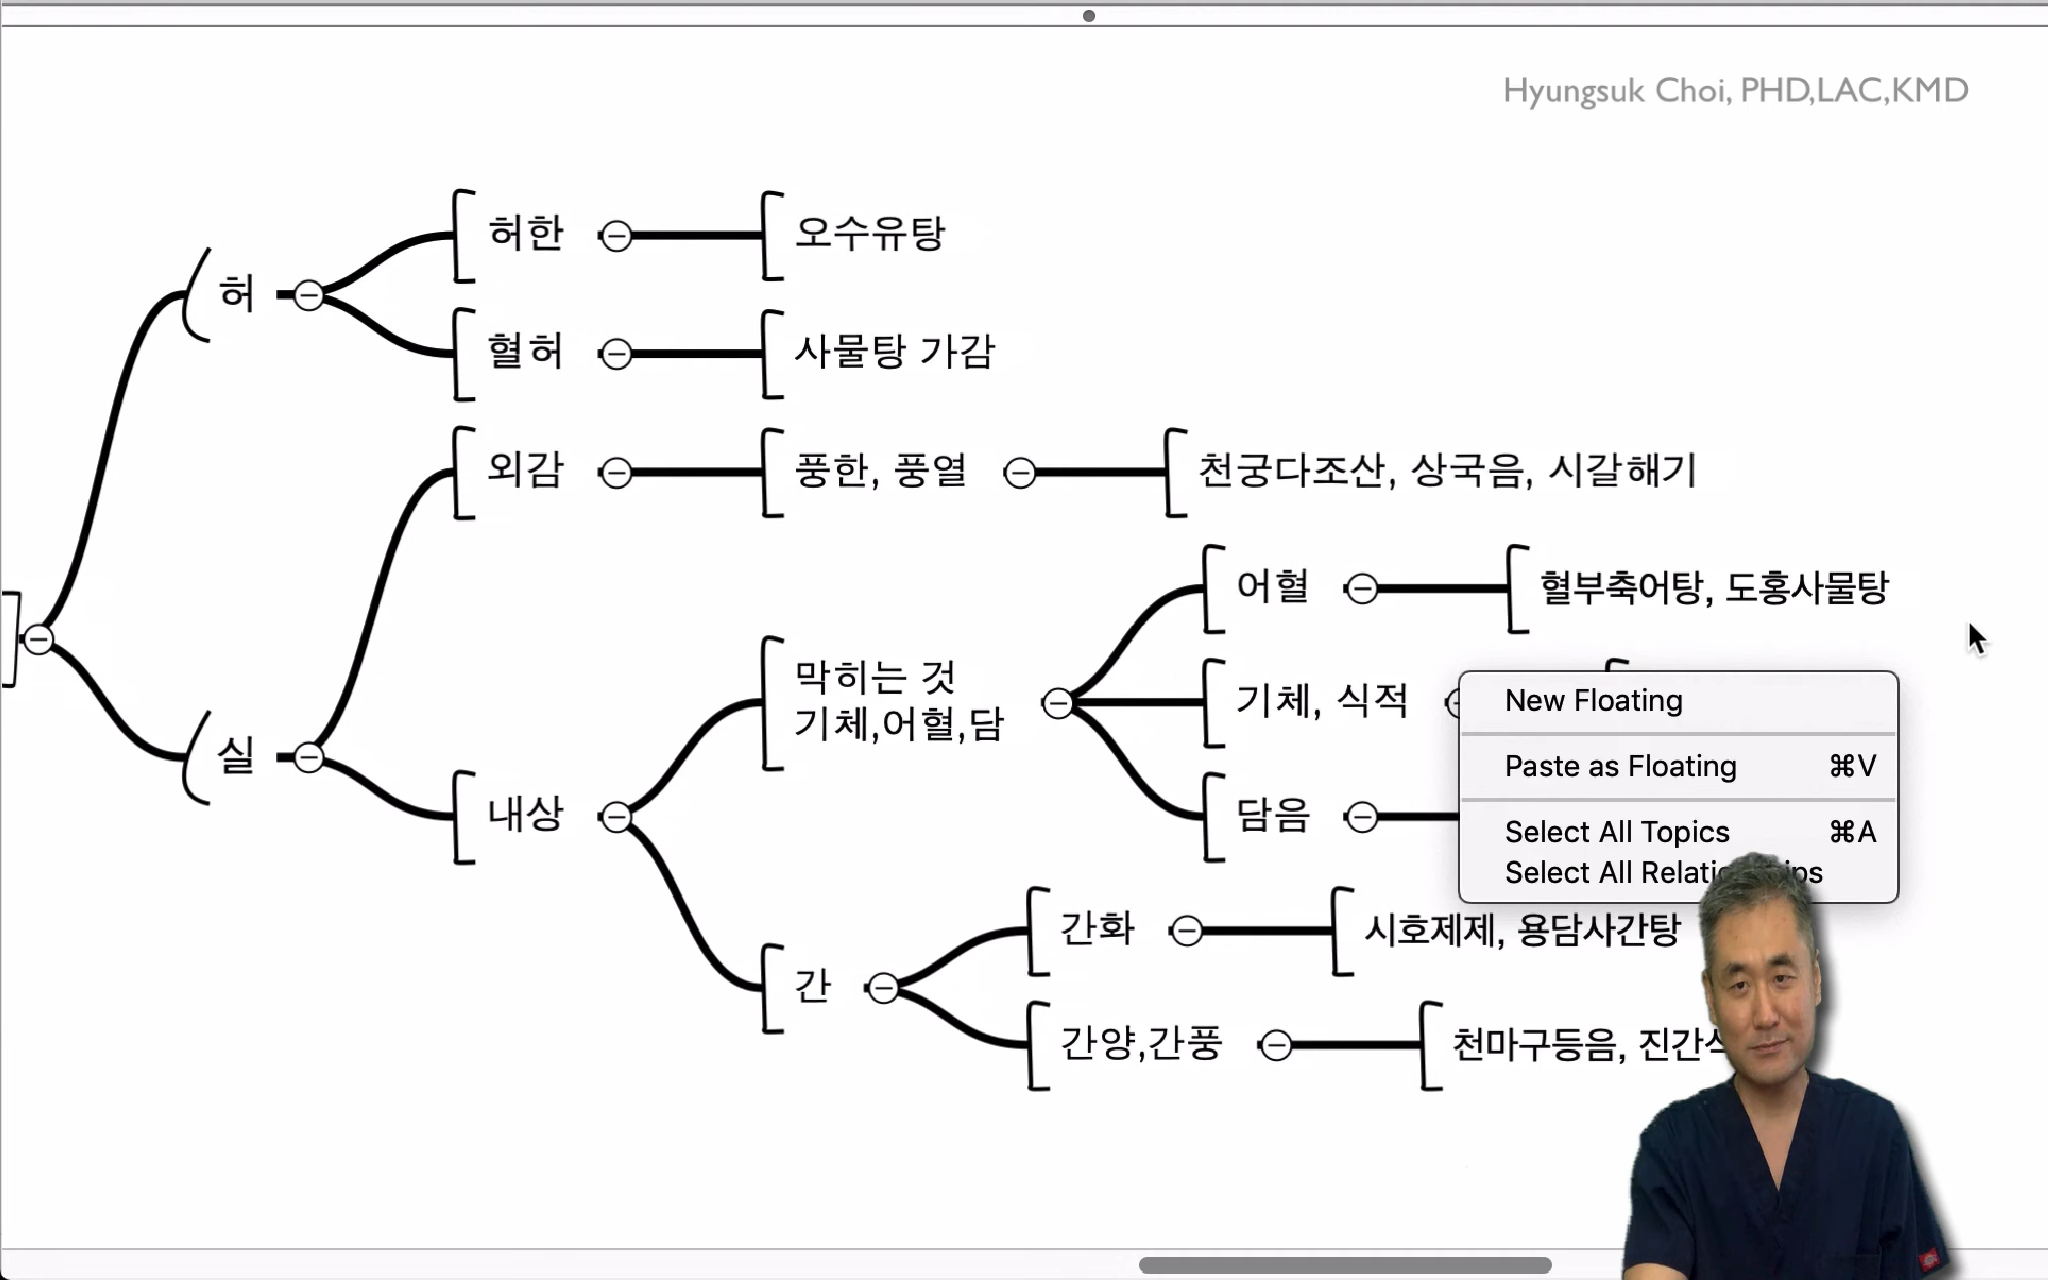 Hyungsuk Choi, PHD,LAC,KMD
허
허한
오수유탕
혈허
사물탕 가감
실
외감
풍한, 풍열
천궁다조산, 상국음, 시갈해기
내상
막히는 것
기체,어혈,담
어혈
혈부축어탕, 도홍사물탕
기체, 식적
담음
간
간화
시호제제, 용담사간탕
간양,간풍
천마구등음,
New Floating
Paste as Floating ⌘V
Select All Topics ⌘A
Select All